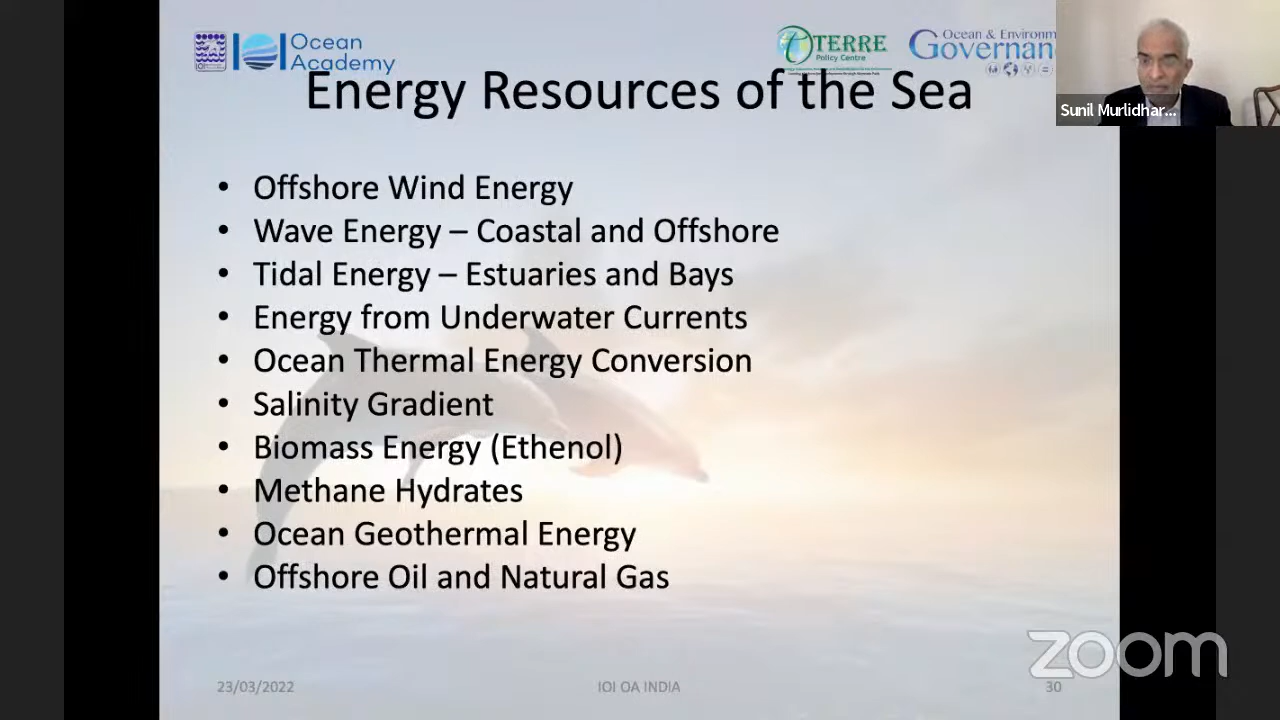 IOI
Ocean
Academy
TERRE
Policy Centre
Ocean & Environm
Governan
Sunil Murlidhar...
Energy Resources of the Sea
• Offshore Wind Energy
• Wave Energy – Coastal and Offshore
• Tidal Energy – Estuaries and Bays
• Energy from Underwater Currents
• Ocean Thermal Energy Conversion
• Salinity Gradient
• Biomass Energy (Ethenol)
• Methane Hydrates
• Ocean Geothermal Energy
• Offshore Oil and Natural Gas
zoom
23/03/2022
IOI OA INDIA
30